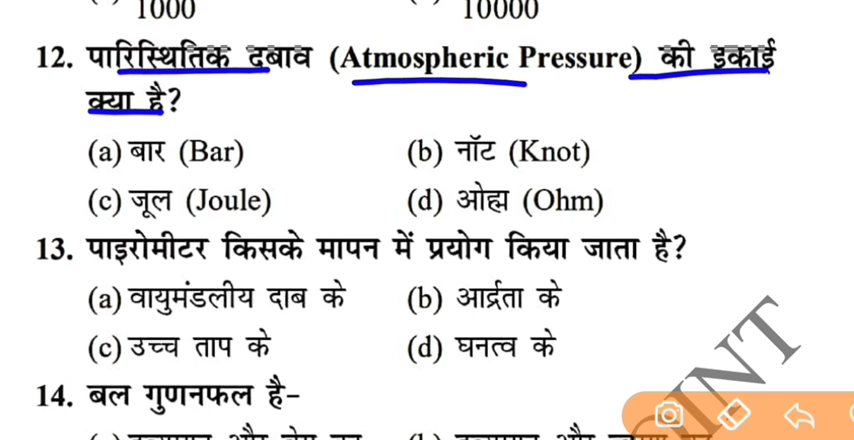 1000 10000
12. पारिस्थितिक दबाव (Atmospheric Pressure) की इकाई
क्या है?
(a) बार (Bar) (b) नॉट (Knot)
(c) जूल (Joule) (d) ओह्म (Ohm)
13. पाइरोमीटर किसके मापन में प्रयोग किया जाता है?
(a) वायुमंडलीय दाब के (b) आर्द्रता के
(c) उच्च ताप के (d) घनत्व के
14. बल गुणनफल है-